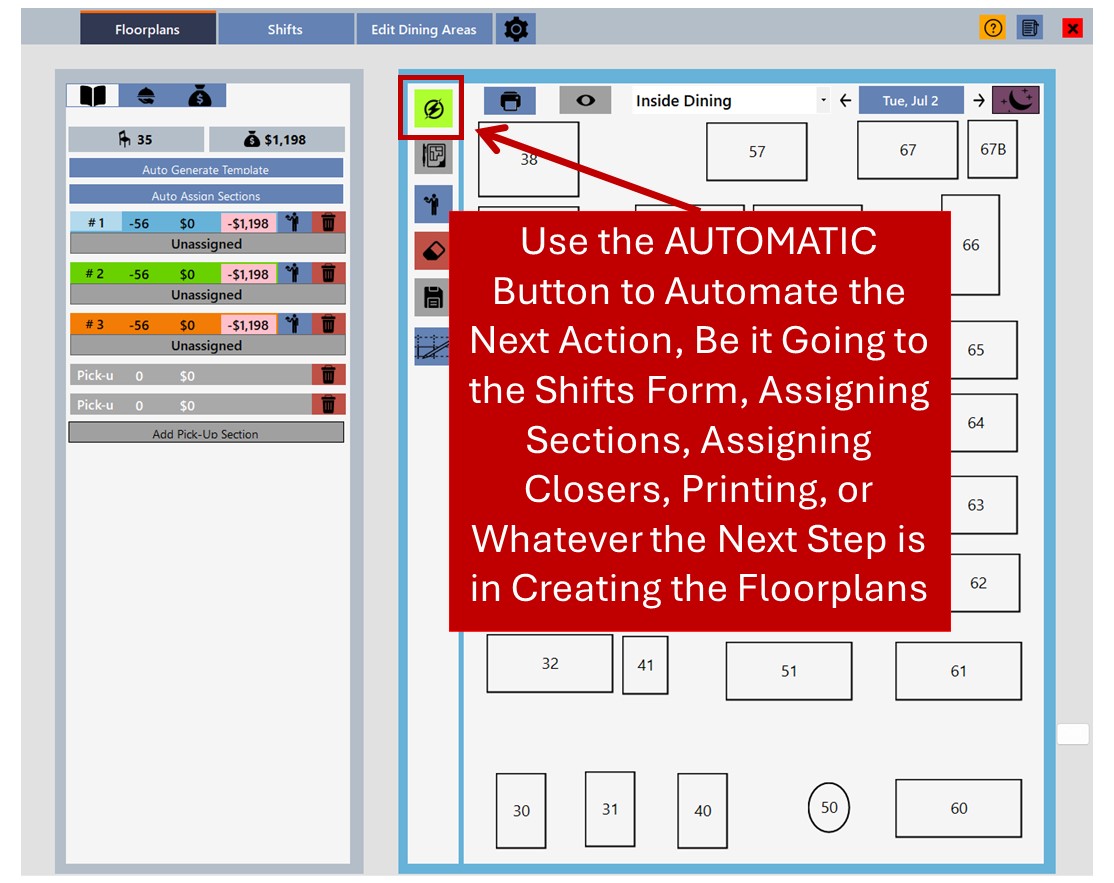 Floorplans
Shifts
Edit Dining Areas
35
$1,198
Auto Generate Template
Auto Assign Sections
# 1 -56 $0 -$1,198
Unassigned
# 2 -56 $0 -$1,198
Unassigned
# 3 -56 $0 -$1,198
Unassigned
Pick-u 0 $0
Pick-u 0 $0
Add Pick-Up Section
Inside Dining
Tue, Jul 2
38
57
67
67B
66
65
64
63
62
Use the AUTOMATIC
Button to Automate the
Next Action, Be it Going to
the Shifts Form, Assigning
Sections, Assigning
Closers, Printing, or
Whatever the Next Step is
in Creating the Floorplans
32
41
51
61
30
31
40
50
60